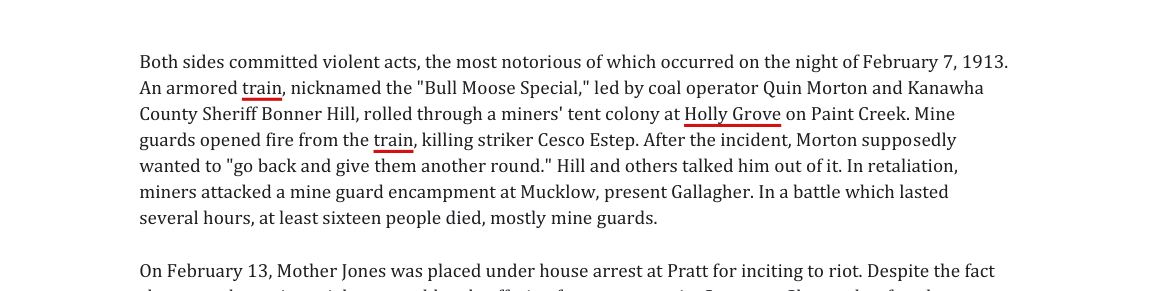 Both sides committed violent acts, the most notorious of which occurred on the night of February 7, 1913.
An armored train, nicknamed the "Bull Moose Special," led by coal operator Quin Morton and Kanawha
County Sheriff Bonner Hill, rolled through a miners' tent colony at Holly Grove on Paint Creek. Mine
guards opened fire from the train, killing striker Cesco Estep. After the incident, Morton supposedly
wanted to "go back and give them another round." Hill and others talked him out of it. In retaliation,
miners attacked a mine guard encampment at Mucklow, present Gallagher. In a battle which lasted
several hours, at least sixteen people died, mostly mine guards.
On February 13, Mother Jones was placed under house arrest at Pratt for inciting to riot. Despite the fact